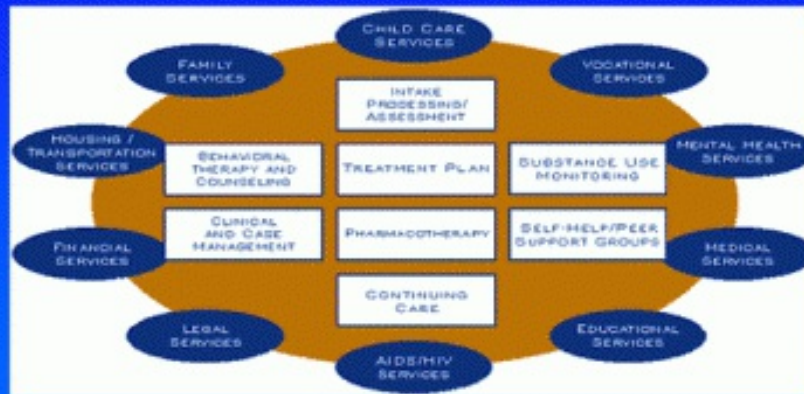 CHILD CARE
SERVICES
FAMILY
SERVICES
VOCATIONAL
SERVICES
INTAKE
PROCESSING/
ASSESSMENT
HOUSING /
TRANSPORTATION
SERVICES
BEHAVIORAL
THERAPY AND
COUNSELING
TREATMENT PLAN
SUBSTANCE USE
MONITORING
MENTAL HEALTH
SERVICES
CLINICAL
AND CASE
MANAGEMENT
PHARMACOTHERAPY
SELF-HELP/PEER
SUPPORT GROUPS
FINANCIAL
SERVICES
MEDICAL
SERVICES
CONTINUING
CARE
LEGAL
SERVICES
EDUCATIONAL
SERVICES
AIDS/HIV
SERVICES